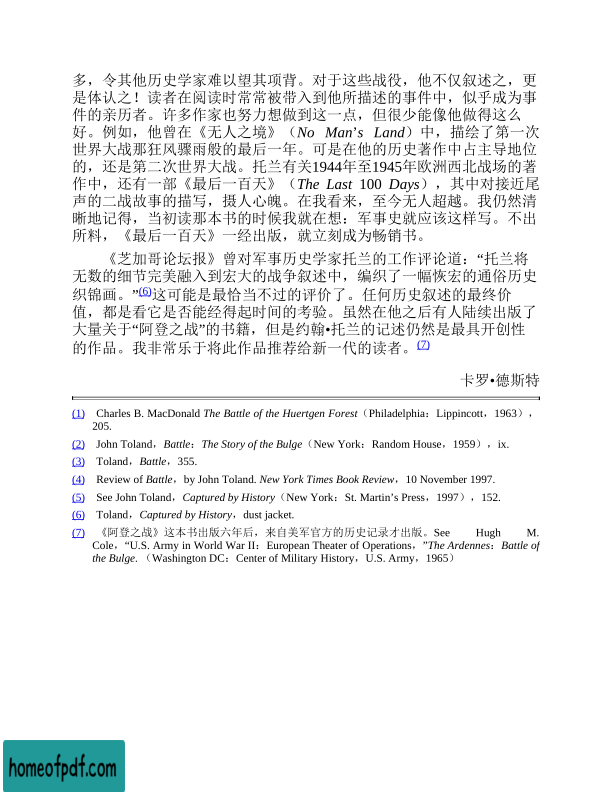 多，令其他历史学家难以望其项背。对于这些战役，他不仅叙述之，更
是体认之！读者在阅读时常常被带入到他所描述的事件中，似乎成为事
件的亲历者。许多作家也努力想做到这一点，但很少能像他做得这么
好。例如，他曾在《无人之境》（No Man’s Land）中，描绘了第一次
世界大战那狂风骤雨般的最后一年。可是在他的历史著作中占主导地位
的，还是第二次世界大战。托兰有关1944年至1945年欧洲西北战场的著
作中，还有一部《最后一百天》（The Last 100 Days），其中对接近尾
声的二战故事的描写，摄人心魄。在我看来，至今无人超越。我仍然清
晰地记得，当初读那本书的时候我就在想：军事史就应该这样写。不出
所料，《最后一百天》一经出版，就立刻成为畅销书。
《芝加哥论坛报》曾对军事历史学家托兰的工作评论道：“托兰将
无数的细节完美融入到宏大的战争叙述中，编织了一幅恢宏的通俗历史
织锦画。”(6)这可能是最恰当不过的评价了。任何历史叙述的最终价
值，都是看它是否能经得起时间的考验。虽然在他之后有人陆续出版了
大量关于“阿登之战”的书籍，但是约翰•托兰的记述仍然是最具开创性
的作品。我非常乐于将此作品推荐给新一代的读者。(7)
卡罗•德斯特
(1) Charles B. MacDonald The Battle of the Huertgen Forest（Philadelphia：Lippincott，1963），
205.
(2) John Toland，Battle：The Story of the Bulge（New York：Random House，1959），ix.
(3) Toland，Battle，355.
(4) Review of Battle，by John Toland. New York Times Book Review，10 November 1997.
(5) See John Toland，Captured by History（New York：St. Martin’s Press，1997），152.
(6) Toland，Captured by History，dust jacket.
(7) 《阿登之战》这本书出版六年后，来自美军官方的历史记录才出版。See Hugh M.
Cole，“U.S. Army in World War II：European Theater of Operations，”The Ardennes：Battle of
the Bulge. （Washington DC：Center of Military History，U.S. Army，1965）
homeofpdf.com